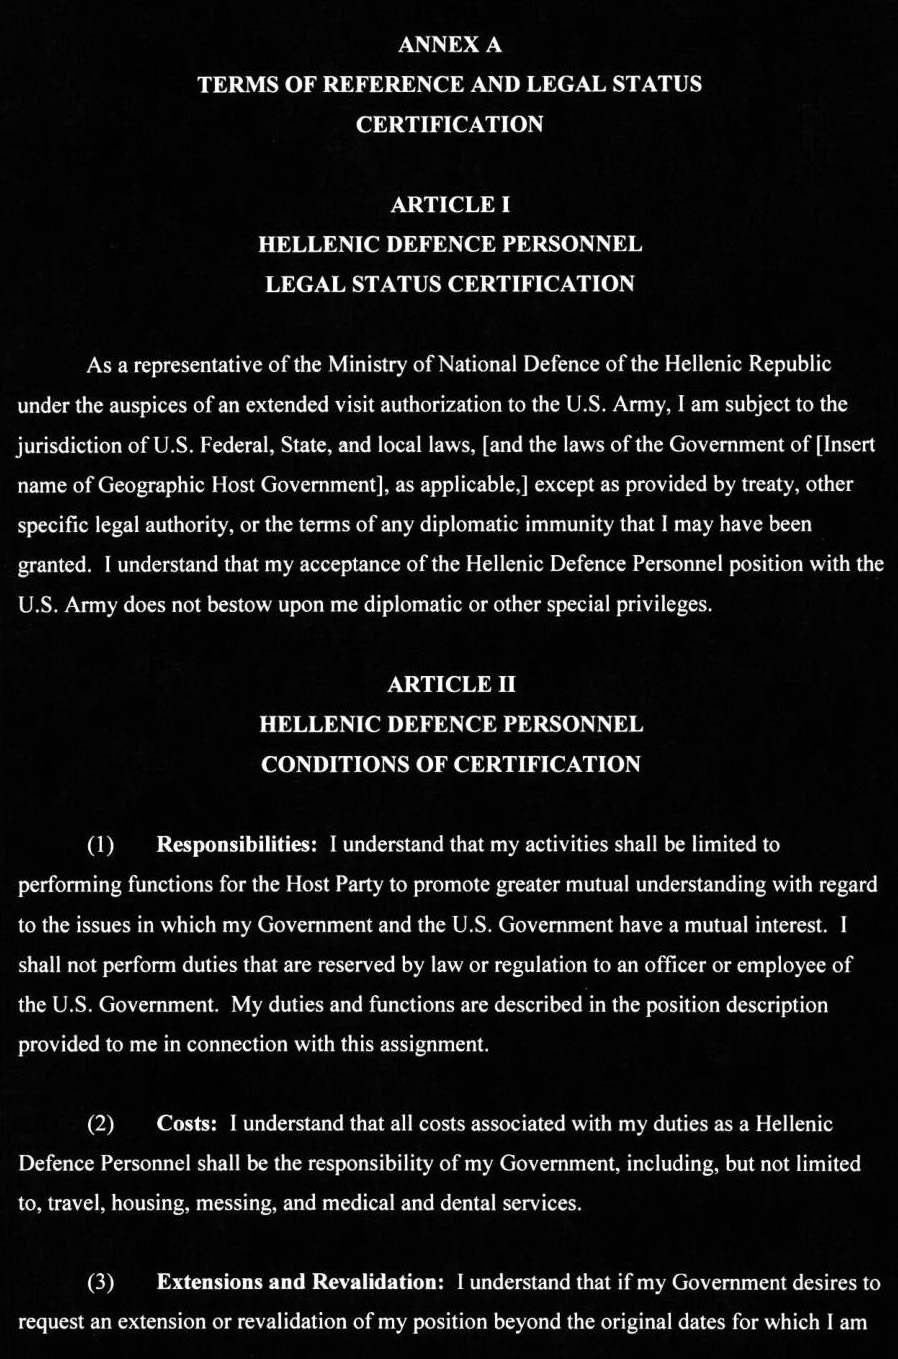 ANNEX A
TERMS OF REFERENCE AND LEGAL STATUS
CERTIFICATION
ARTICLE I
HELLENIC DEFENCE PERSONNEL
LEGAL STATUS CERTIFICATION
As a representative of the Ministry of National Defence of the Hellenic Republic
under the auspices of an extended visit authorization to the U.S. Army, I am subject to the
jurisdiction of U.S. Federal, State, and local laws, [and the laws of the Government of [Insert
name of Geographic Host Government], as applicable,] except as provided by treaty, other
specific legal authority, or the terms of any diplomatic immunity that I may have been
granted. I understand that my acceptance of the Hellenic Defence Personnel position with the
U.S. Army does not bestow upon me diplomatic or other special privileges.
ARTICLE II
HELLENIC DEFENCE PERSONNEL
CONDITIONS OF CERTIFICATION
(1) Responsibilities: I understand that my activities shall be limited to
performing functions for the Host Party to promote greater mutual understanding with regard
to the issues in which my Government and the U.S. Government have a mutual interest. I
shall not perform duties that are reserved by law or regulation to an officer or employee of
the U.S. Government. My duties and functions are described in the position description
provided to me in connection with this assignment.
(2) Costs: I understand that all costs associated with my duties as a Hellenic
Defence Personnel shall be the responsibility of my Government, including, but not limited
to, travel, housing, messing, and medical and dental services.
(3) Extensions and Revalidation: I understand that if my Government desires to
request an extension or revalidation of my position beyond the original dates for which I am